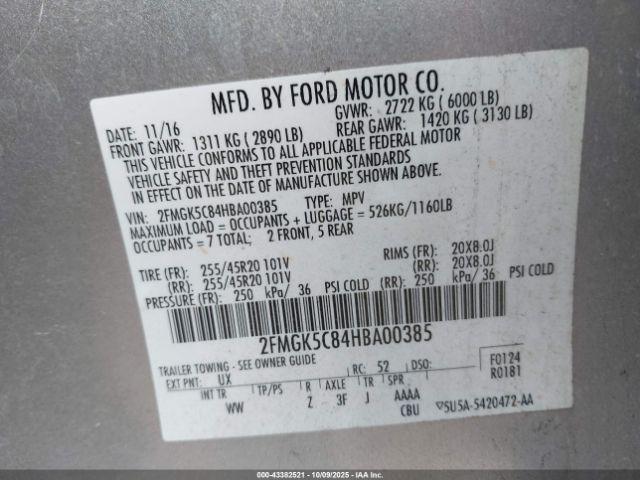 MFD. BY FORD MOTOR CO.
DATE: 11/16 GVWR: 2722 KG ( 6000 LB)
FRONT GAWR: 1311 KG ( 2890 LB) REAR GAWR: 1420 KG ( 3130 LB)
THIS VEHICLE CONFORMS TO ALL APPLICABLE FEDERAL MOTOR
VEHICLE SAFETY AND THEFT PREVENTION STANDARDS
IN EFFECT ON THE DATE OF MANUFACTURE SHOWN ABOVE.
VIN: 2FMGK5C84HBA00385 TYPE: MPV
MAXIMUM LOAD = OCCUPANTS + LUGGAGE = 526KG/1160LB
OCCUPANTS = 7 TOTAL; 2 FRONT, 5 REAR
TIRE (FR): 255/45R20 101V RIMS (FR): 20X8.0J
(RR): 255/45R20 101V (RR): 20X8.0J
PRESSURE (FR): 250 kPa/ 36 PSI COLD (RR): 250 kPa/ 36 PSI COLD
2FMGK5C84HBA00385
TRAILER TOWING - SEE OWNER GUIDE
EXT PNT: UX RC: 52 DSO: F0124
INT TR TP/PS R AXLE TR SPR R0181
WW Z 3F J AAAA
CBU 5U5A-5420472-AA
000-43382521 - 10/09/2025 - IAAI.com